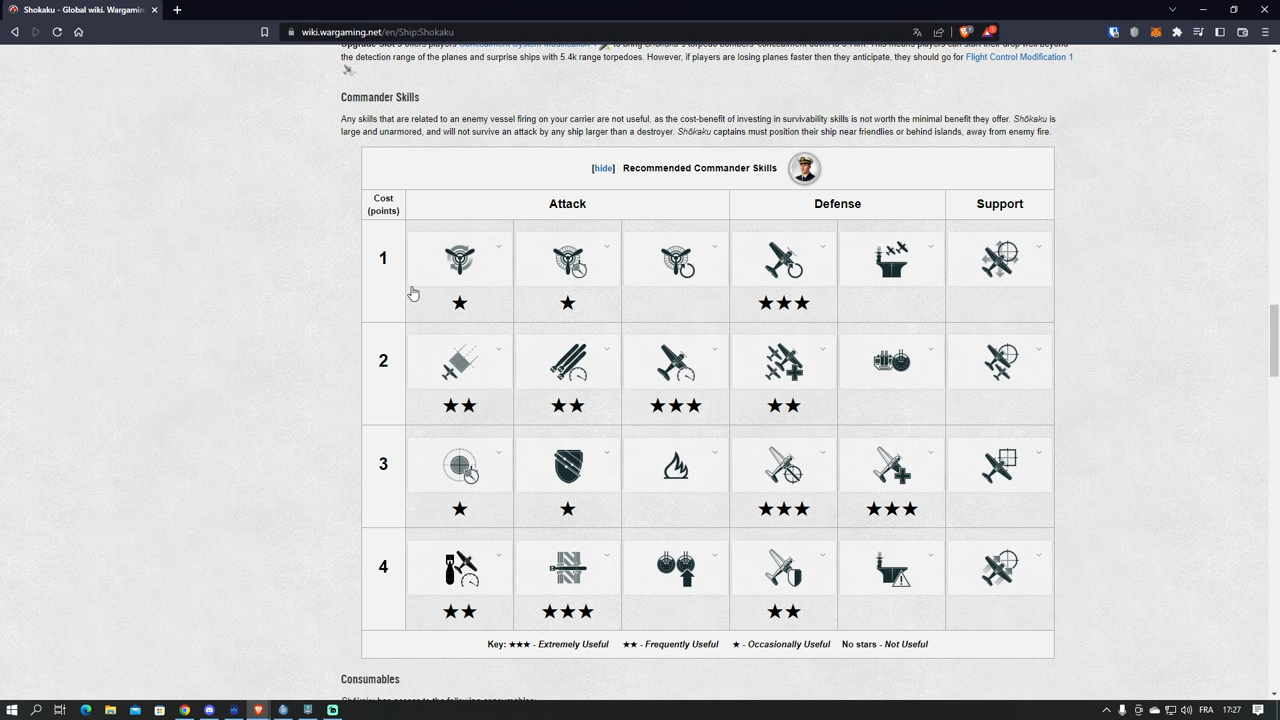 Shokaku - Global wiki. Wargamin
wiki.wargaming.net/en/Ship:Shokaku
the detection range of the planes and surprise ships with 5.4k range torpedoes. However, if players are losing planes faster then they anticipate, they should go for Flight Control Modification 1
Commander Skills
Any skills that are related to an enemy vessel firing on your carrier are not useful, as the cost-benefit of investing in survivability skills is not worth the minimal benefit they offer. Shōkaku is
large and unarmored, and will not survive an attack by any ship larger than a destroyer. Shōkaku captains must position their ship near friendlies or behind islands, away from enemy fire.
[hide] Recommended Commander Skills
Cost
(points)
Attack
Defense
Support
1
★
★
★★★
2
★★
★★
★★★
★★
3
★
★
★★★
★★★
4
★★
★★★
★★
Key: ★★★ - Extremely Useful ★★ - Frequently Useful ★ - Occasionally Useful No stars - Not Useful
Consumables
FRA
17:27